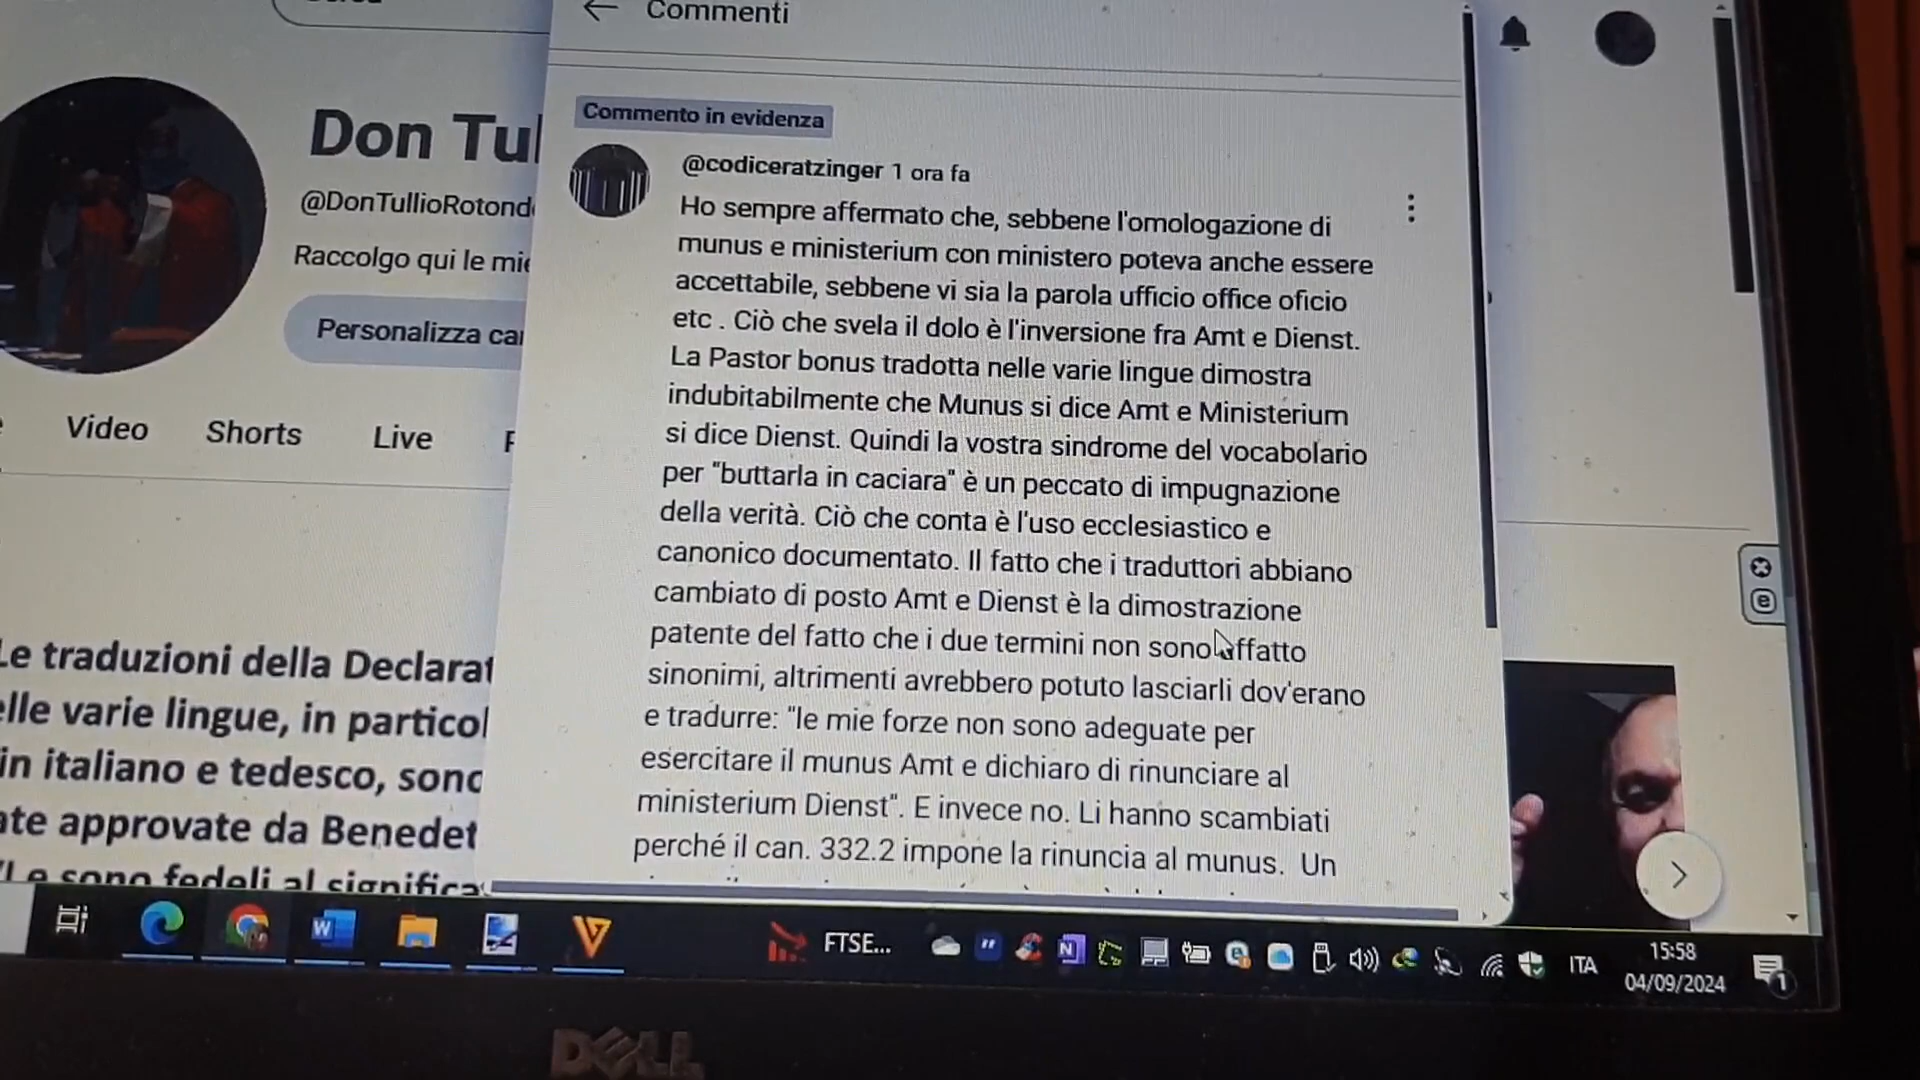 Commenti
Commento in evidenza
@codiceratzinger 1 ora fa
Ho sempre affermato che, sebbene l'omologazione di
munus e ministerium con ministero poteva anche essere
accettabile, sebbene vi sia la parola ufficio office oficio
etc . Ciò che svela il dolo è l'inversione fra Amt e Dienst.
La Pastor bonus tradotta nelle varie lingue dimostra
indubitabilmente che Munus si dice Amt e Ministerium
si dice Dienst. Quindi la vostra sindrome del vocabolario
per "buttarla in caciara" è un peccato di impugnazione
della verità. Ciò che conta è l'uso ecclesiastico e
canonico documentato. Il fatto che i traduttori abbiano
cambiato di posto Amt e Dienst è la dimostrazione
patente del fatto che i due termini non sono affatto
sinonimi, altrimenti avrebbero potuto lasciarli dov'erano
e tradurre: "le mie forze non sono adeguate per
esercitare il munus Amt e dichiaro di rinunciare al
ministerium Dienst". E invece no. Li hanno scambiati
perché il can. 332.2 impone la rinuncia al munus. Un
Don Tul
@DonTullioRotond
Raccolgo qui le mie
Personalizza can
Video Shorts Live
Le traduzioni della Declarat
elle varie lingue, in particol
in italiano e tedesco, sono
ate approvate da Benedet
Le sono fedeli al significa
FTSE...
ITA
15:58
04/09/2024
1
DELL